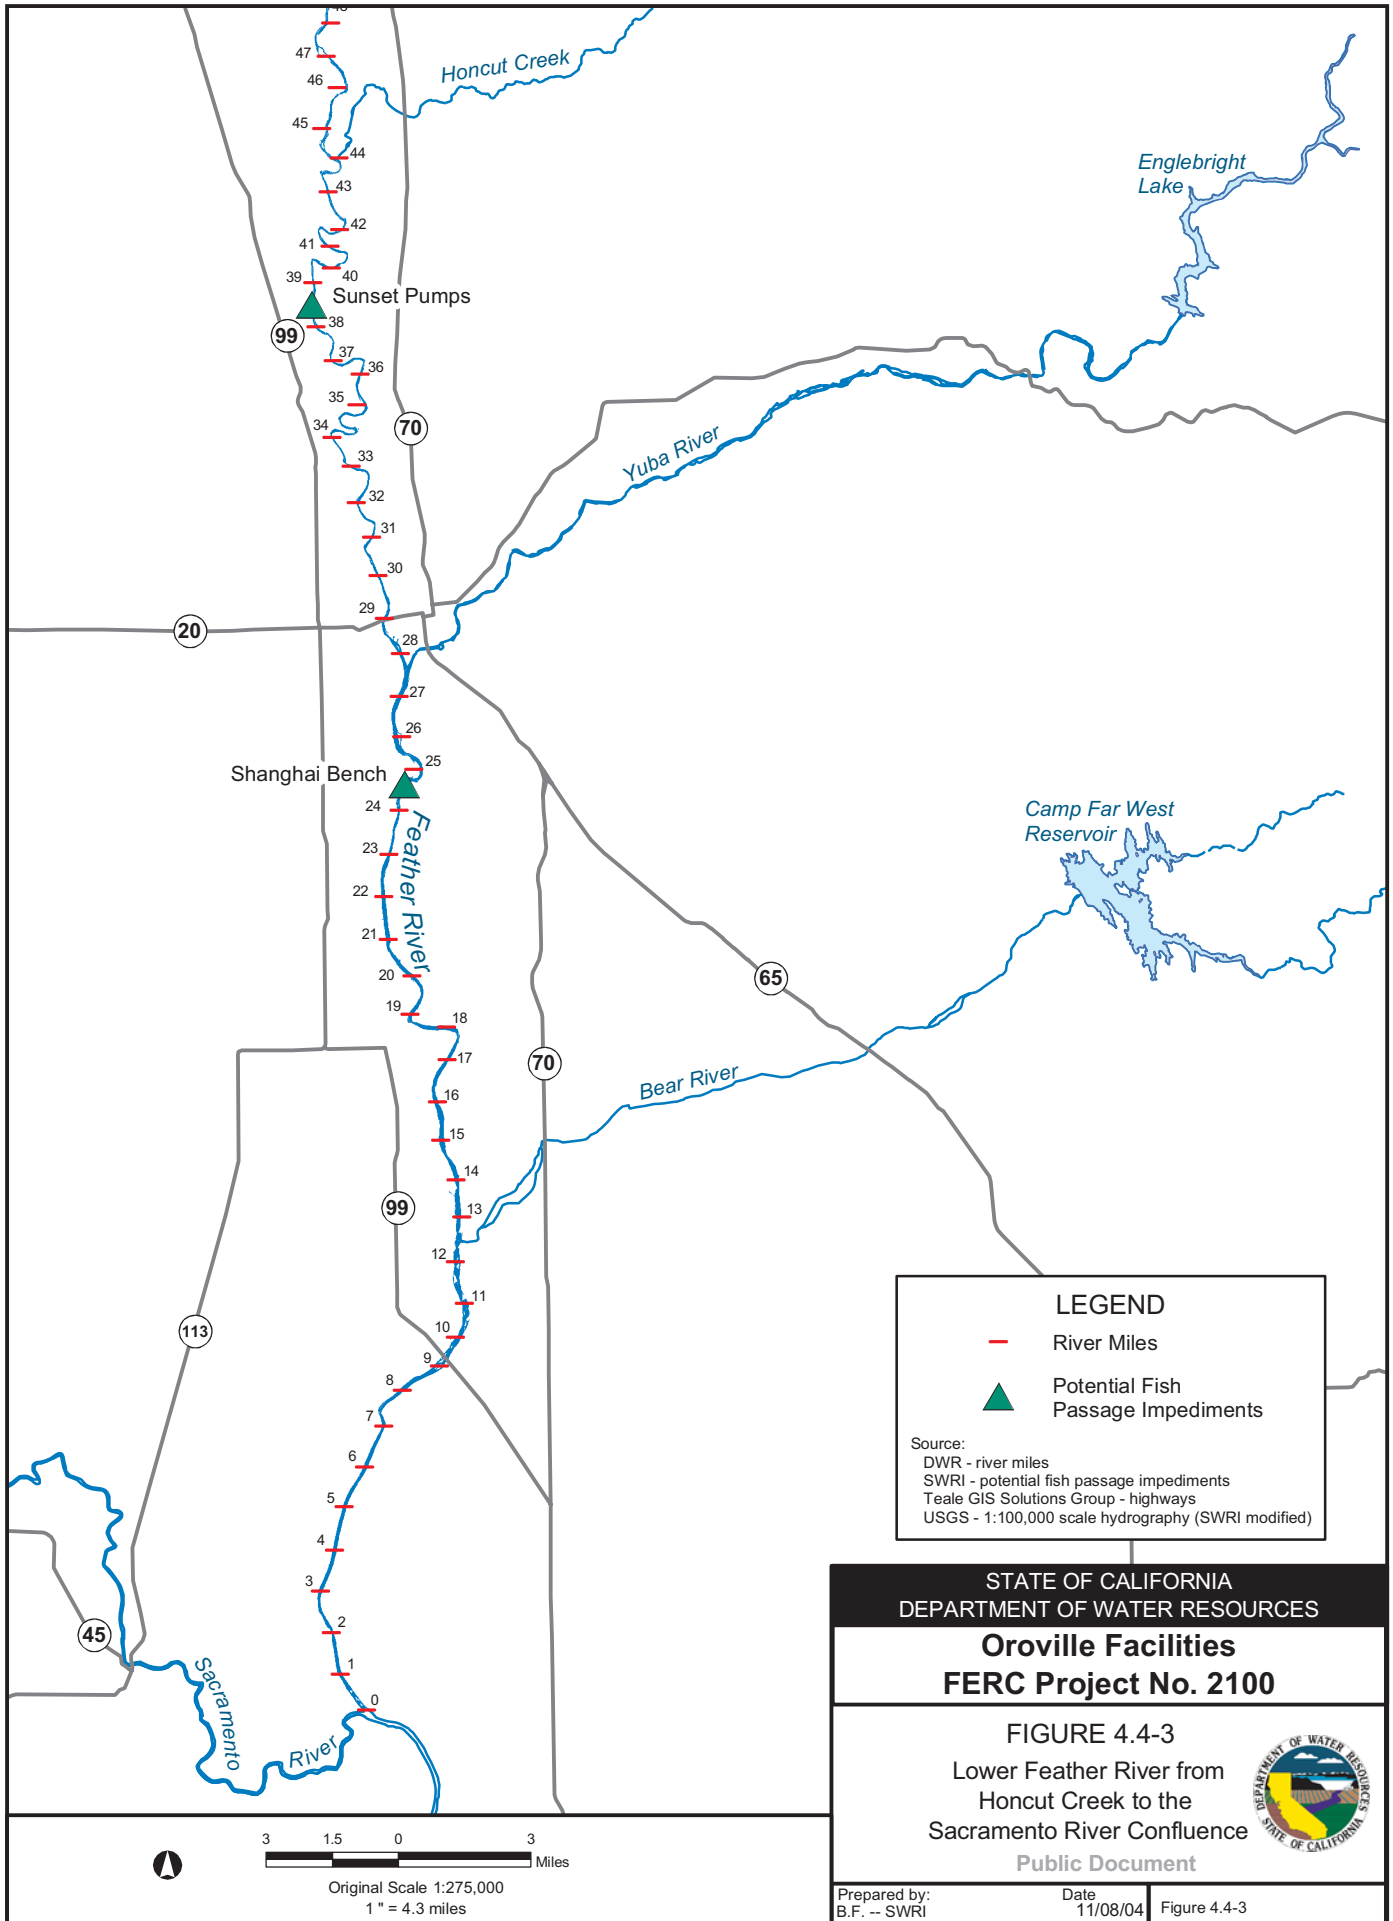 48
47
46
45
44
43
42
41
40
39
Honcut Creek
Englebright
Lake
Sunset Pumps
38
99
37
36
35
34
70
33
32
31
30
29
20
28
Yuba River
27
26
25
Shanghai Bench
24
Feather River
23
22
21
20
19
18
17
16
15
14
13
12
11
10
9
8
7
6
5
4
3
2
1
0
Camp Far West
Reservoir
65
70
Bear River
99
113
45
Sacramento
River
LEGEND
River Miles
Potential Fish
Passage Impediments
Source:
DWR - river miles
SWRI - potential fish passage impediments
Teale GIS Solutions Group - highways
USGS - 1:100,000 scale hydrography (SWRI modified)
STATE OF CALIFORNIA
DEPARTMENT OF WATER RESOURCES
Oroville Facilities
FERC Project No. 2100
FIGURE 4.4-3
Lower Feather River from
Honcut Creek to the
Sacramento River Confluence
Public Document
DEPARTMENT OF WATER RESOURCES
STATE OF CALIFORNIA
Prepared by:
B.F. -- SWRI
Date
11/08/04
Figure 4.4-3
3 1.5 0 3
Miles
Original Scale 1:275,000
1 " = 4.3 miles